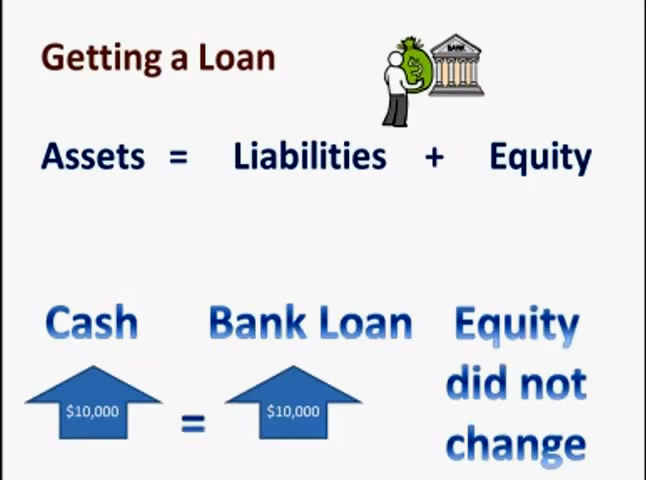 Getting a Loan
BANK
Assets = Liabilities + Equity
Cash Bank Loan Equity
did not
change
$10,000 = $10,000